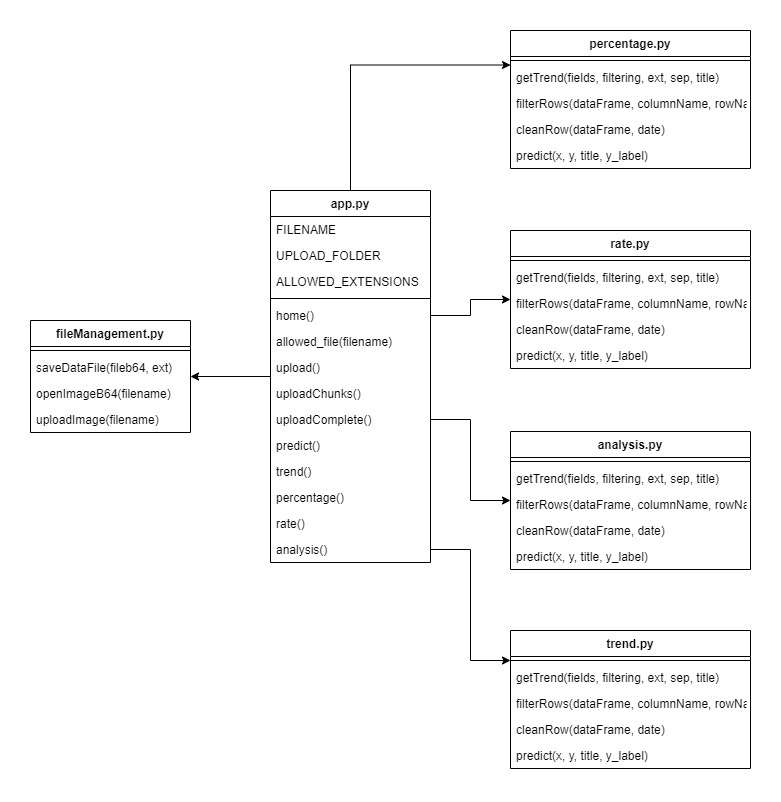 percentage.py
getTrend(fields, filtering, ext, sep, title)
filterRows(dataFrame, columnName,
cleanRow(dataFrame, date)
predict(x, y, title, y_label)
app.py
FILENAME
UPLOAD_FOLDER
ALLOWED_EXTENSIONS
home()
allowed_file(filename)
upload()
uploadChunks()
uploadComplete()
predict()
trend()
percentage()
rate()
analysis()
fileManagement.py
saveDataFile(fileb64, ext)
openImageB64(filename)
uploadImage(filename)
rate.py
getTrend(fields, filtering, ext, sep, title)
filterRows(dataFrame, columnName,
cleanRow(dataFrame, date)
predict(x, y, title, y_label)
analysis.py
getTrend(fields, filtering, ext, sep, title)
filterRows(dataFrame, columnName,
cleanRow(dataFrame, date)
predict(x, y, title, y_label)
trend.py
getTrend(fields, filtering, ext, sep, title)
filterRows(dataFrame, columnName,
cleanRow(dataFrame, date)
predict(x, y, title, y_label)